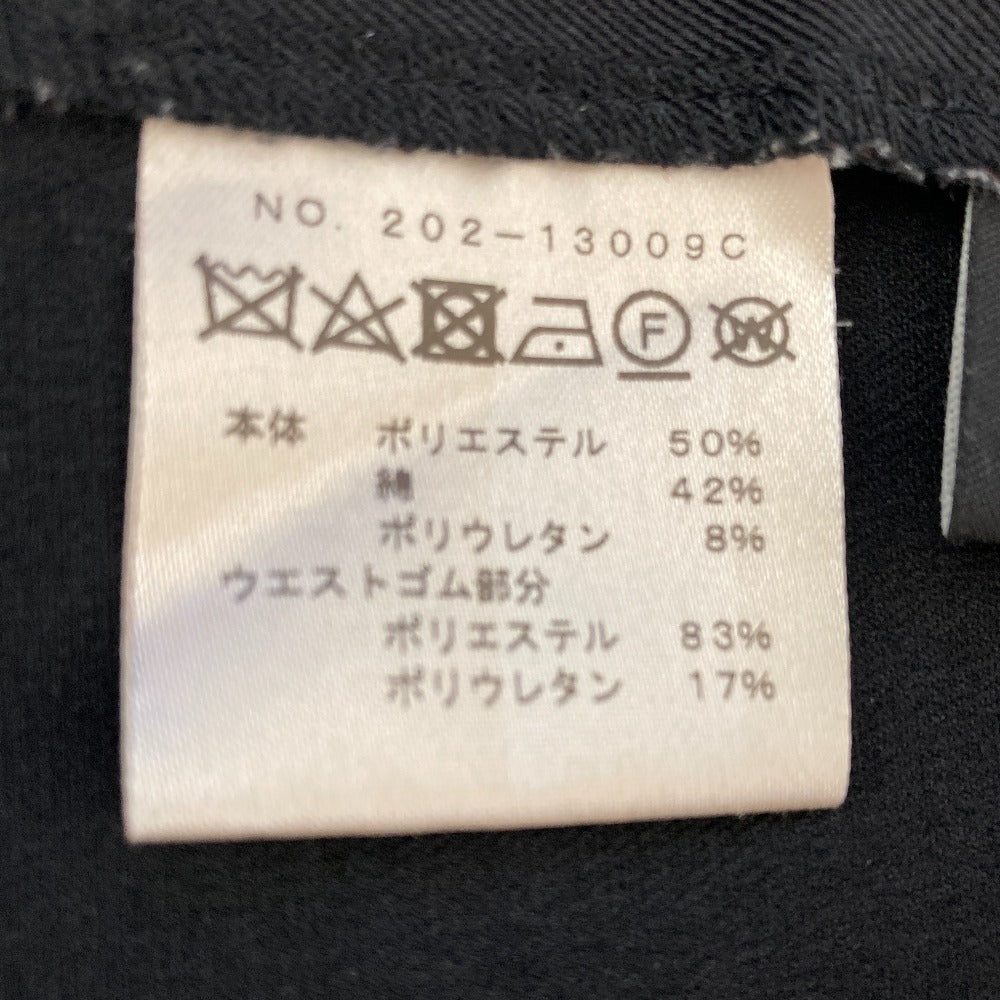 NO. 202-13009C
F W
本体 ポリエステル 50%
綿 42%
ポリウレタン 8%
ウエストゴム部分
ポリエステル 83%
ポリウレタン 17%